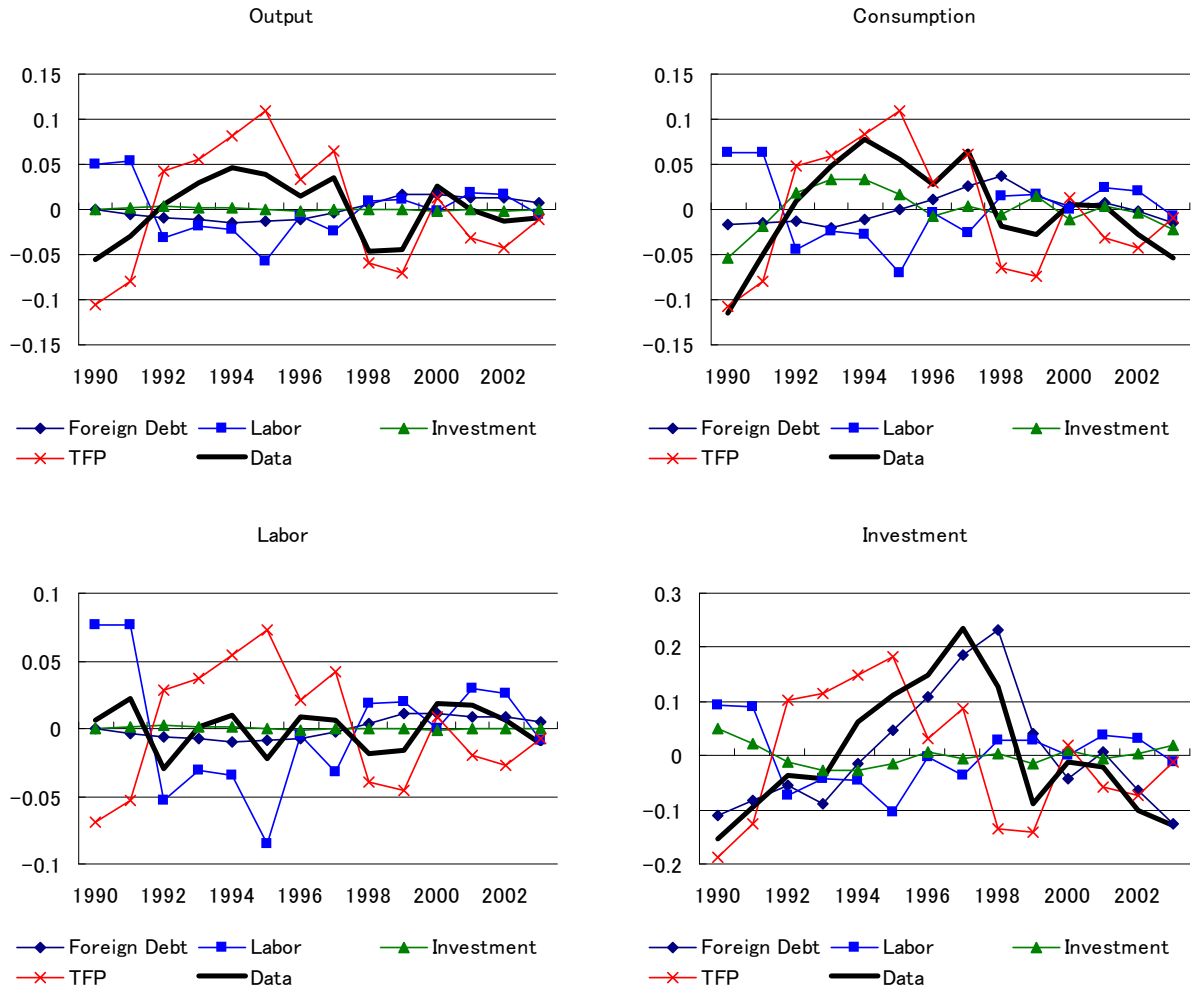 Output
0.15
0.1
0.05
0
-0.05
-0.1
-0.15
1990 1992 1994 1996 1998 2000 2002
Foreign Debt Labor Investment
TFP Data
Consumption
0.15
0.1
0.05
0
-0.05
-0.1
-0.15
1990 1992 1994 1996 1998 2000 2002
Foreign Debt Labor Investment
TFP Data
Labor
0.1
0.05
0
-0.05
-0.1
1990 1992 1994 1996 1998 2000 2002
Foreign Debt Labor Investment
TFP Data
Investment
0.3
0.2
0.1
0
-0.1
-0.2
1990 1992 1994 1996 1998 2000 2002
Foreign Debt Labor Investment
TFP Data